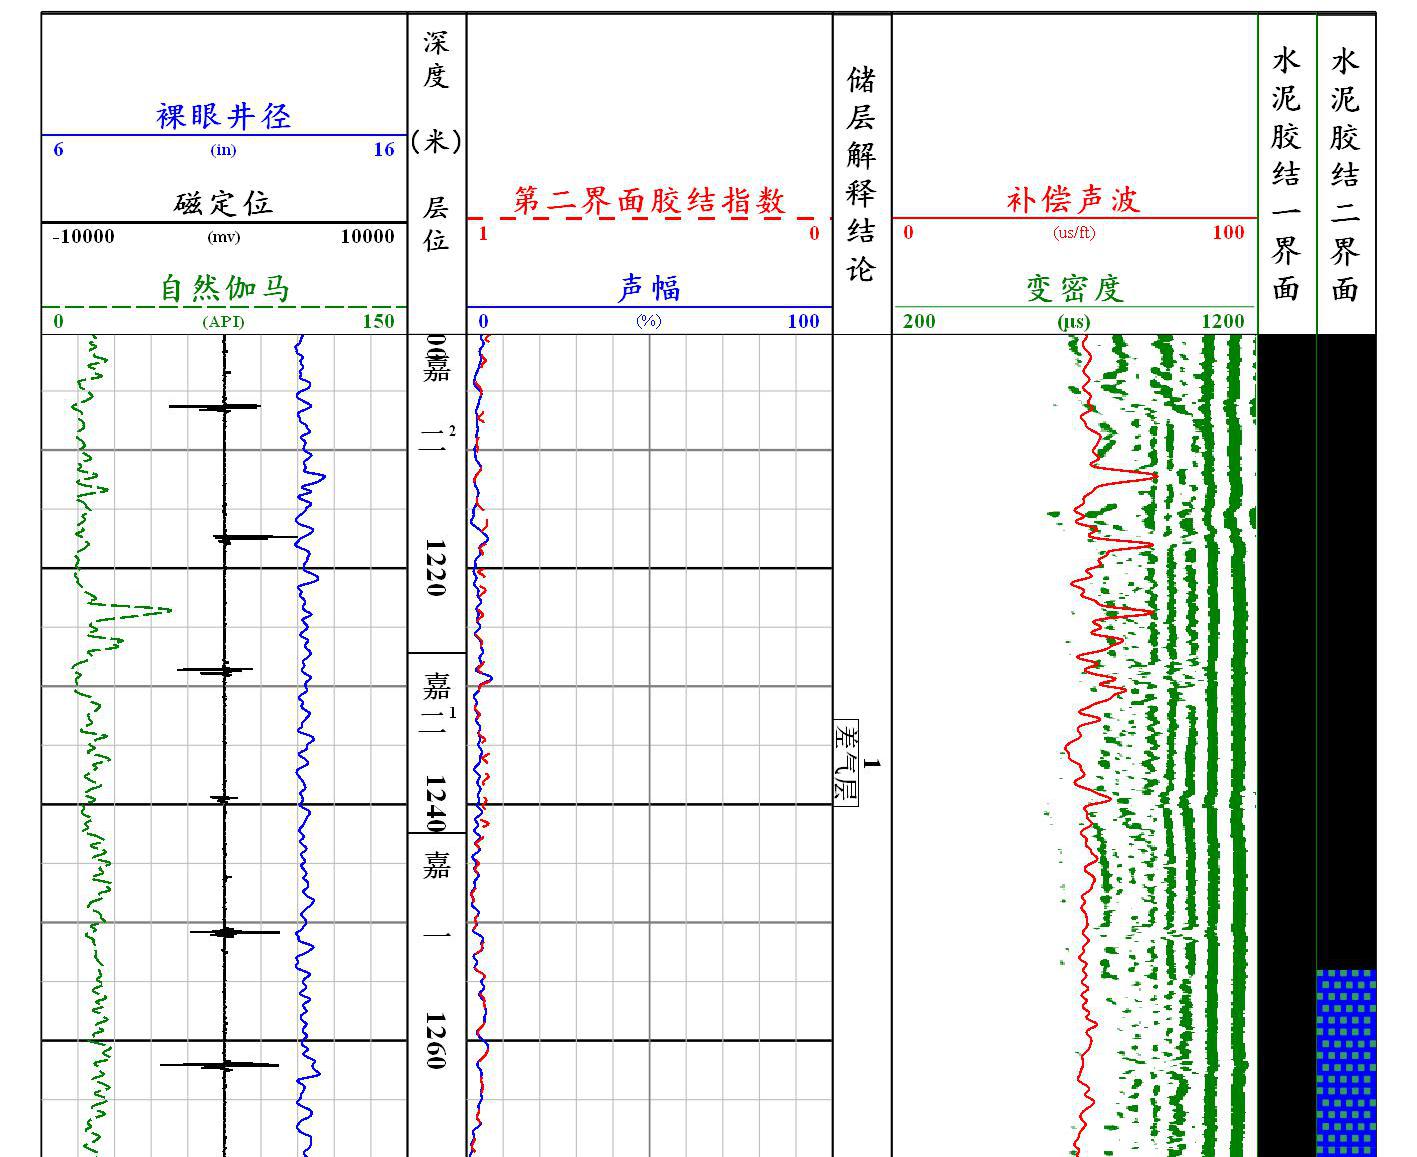 裸眼井径
6 (in) 16
磁定位
-10000 (mv) 10000
自然伽马
0 (API) 150
深度
(米)
层位
第二界面胶结指数
1 0
声幅
0 (%) 100
储层解释结论
补偿声波
0 (us/ft) 100
变密度
200 (μs) 1200
水泥胶结一界面
水泥胶结二界面
嘉二²
1220
嘉二¹
1240
嘉一
1260
1
差气层